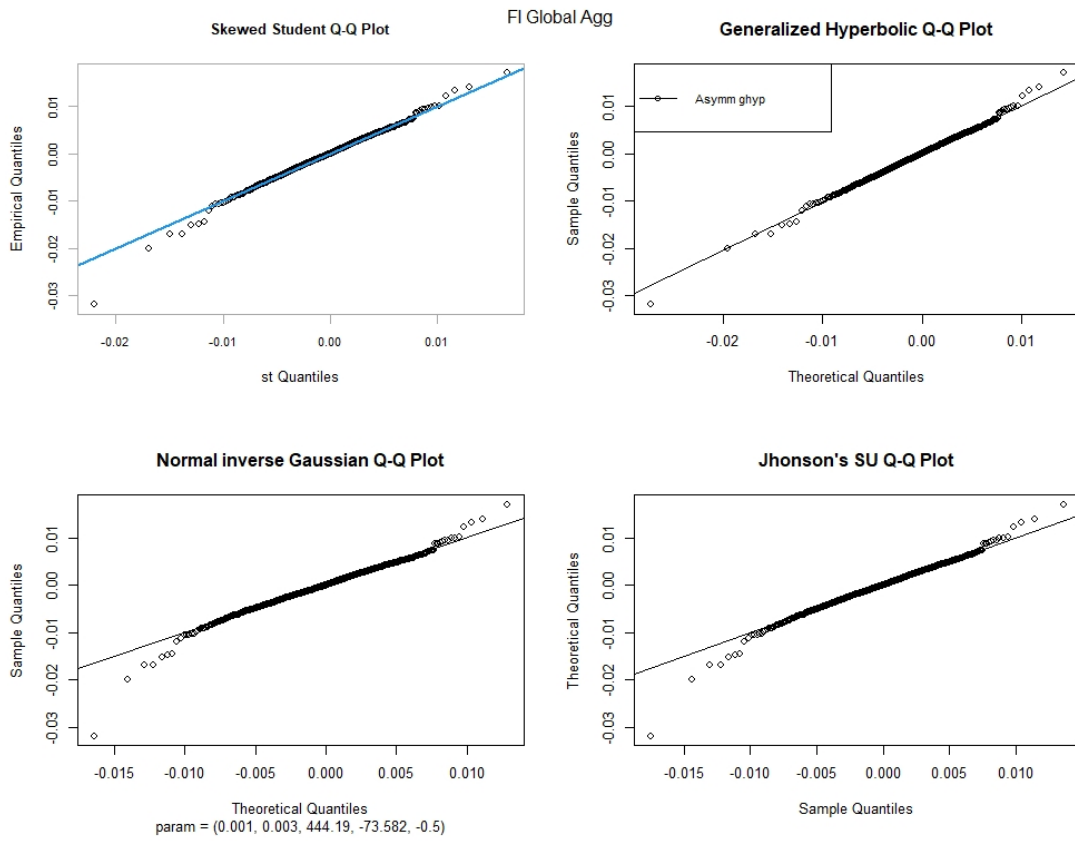 FI Global Agg
Skewed Student Q-Q Plot
Empirical Quantiles
0.01
0.00
-0.01
-0.02
-0.03
-0.02 -0.01 0.00 0.01
st Quantiles
Generalized Hyperbolic Q-Q Plot
Asymm ghyp
Sample Quantiles
0.01
0.00
-0.01
-0.02
-0.03
-0.02 -0.01 0.00 0.01
Theoretical Quantiles
Normal inverse Gaussian Q-Q Plot
Sample Quantiles
0.01
0.00
-0.01
-0.02
-0.03
-0.015 -0.010 -0.005 0.000 0.005 0.010
Theoretical Quantiles
param = (0.001, 0.003, 444.19, -73.582, -0.5)
Jhonson's SU Q-Q Plot
Theoretical Quantiles
0.01
0.00
-0.01
-0.02
-0.03
-0.015 -0.010 -0.005 0.000 0.005 0.010
Sample Quantiles